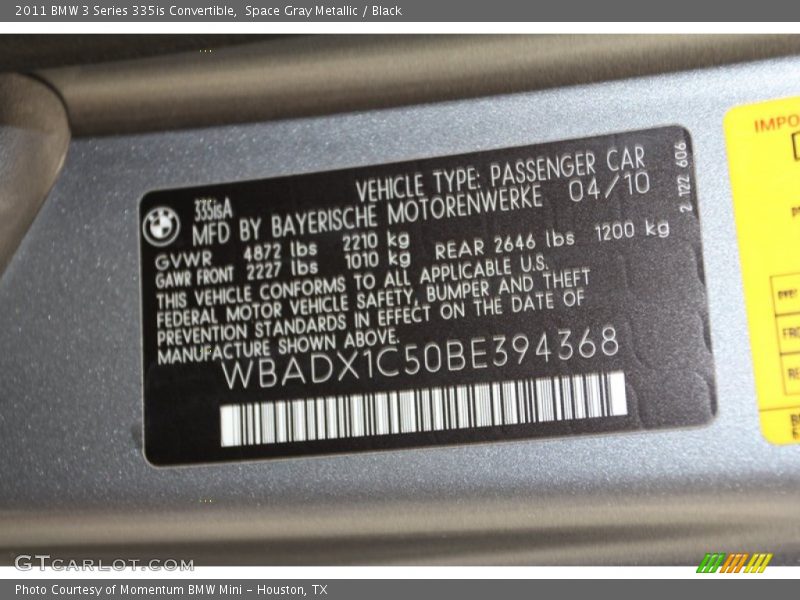 2011 BMW 3 Series 335is Convertible, Space Gray Metallic / Black
335isA
VEHICLE TYPE: PASSENGER CAR
MFD BY BAYERISCHE MOTORENWERKE 04/10
GVWR 4872 lbs 2210 kg
GAWR FRONT 2227 lbs 1010 kg REAR 2646 lbs 1200 kg
THIS VEHICLE CONFORMS TO ALL APPLICABLE U.S.
FEDERAL MOTOR VEHICLE SAFETY, BUMPER AND THEFT
PREVENTION STANDARDS IN EFFECT ON THE DATE OF
MANUFACTURE SHOWN ABOVE.
WBADX1C50BE394368
2 122 606
IMPO
GTCARLOT.COM
Photo Courtesy of Momentum BMW Mini - Houston, TX